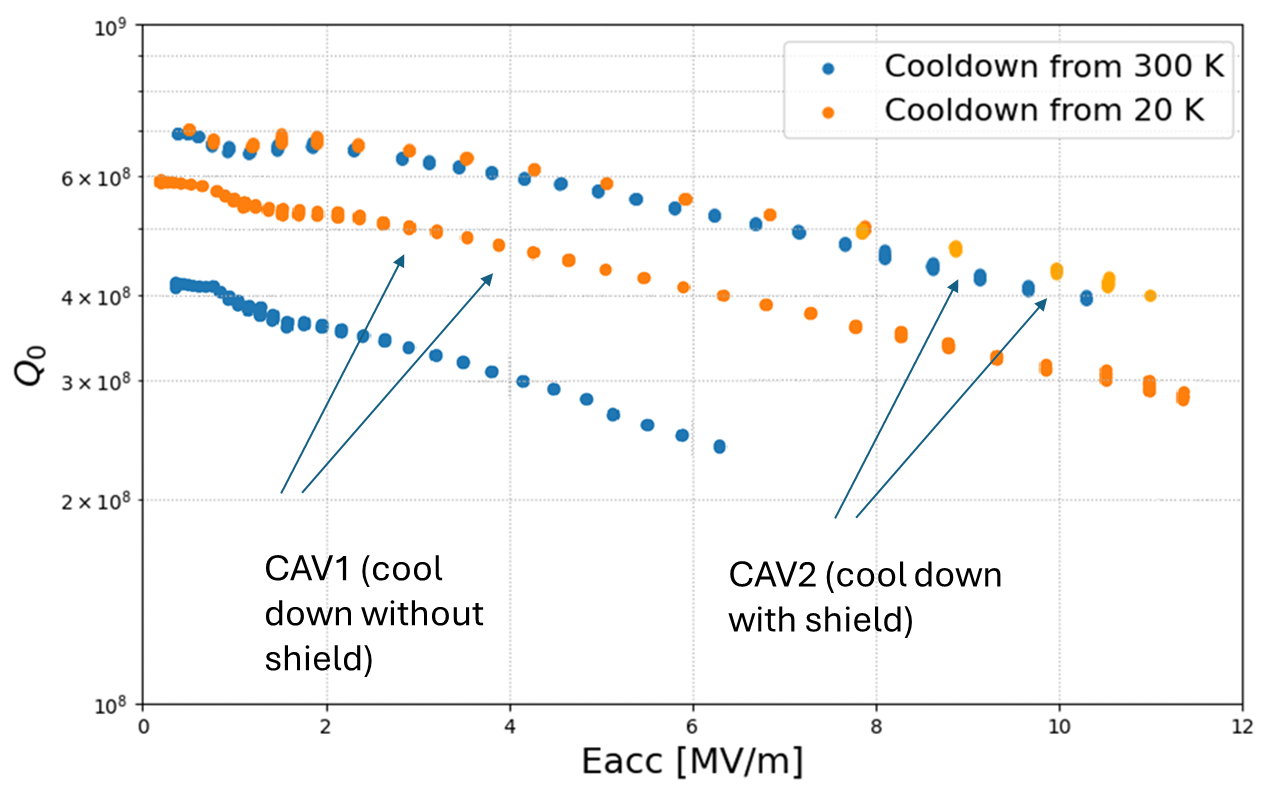 10⁹
Cooldown from 300 K
Cooldown from 20 K
6 × 10⁸
4 × 10⁸
3 × 10⁸
2 × 10⁸
10⁸
Q₀
CAV1 (cool
down without
shield)
CAV2 (cool down
with shield)
0 2 4 6 8 10 12
Eacc [MV/m]